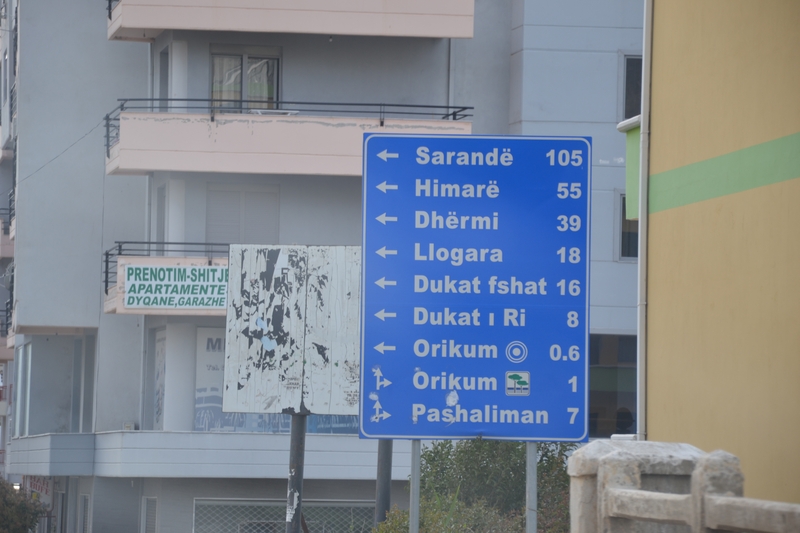 Sarandë 105
Himarë 55
Dhërmi 39
Llogara 18
Dukat fshat 16
Dukat ı Ri 8
Orikum 0.6
Orikum 1
Pashaliman 7
PRENOTIM-SHITJE
APARTAMENTE
DYQANE,GARAZHE